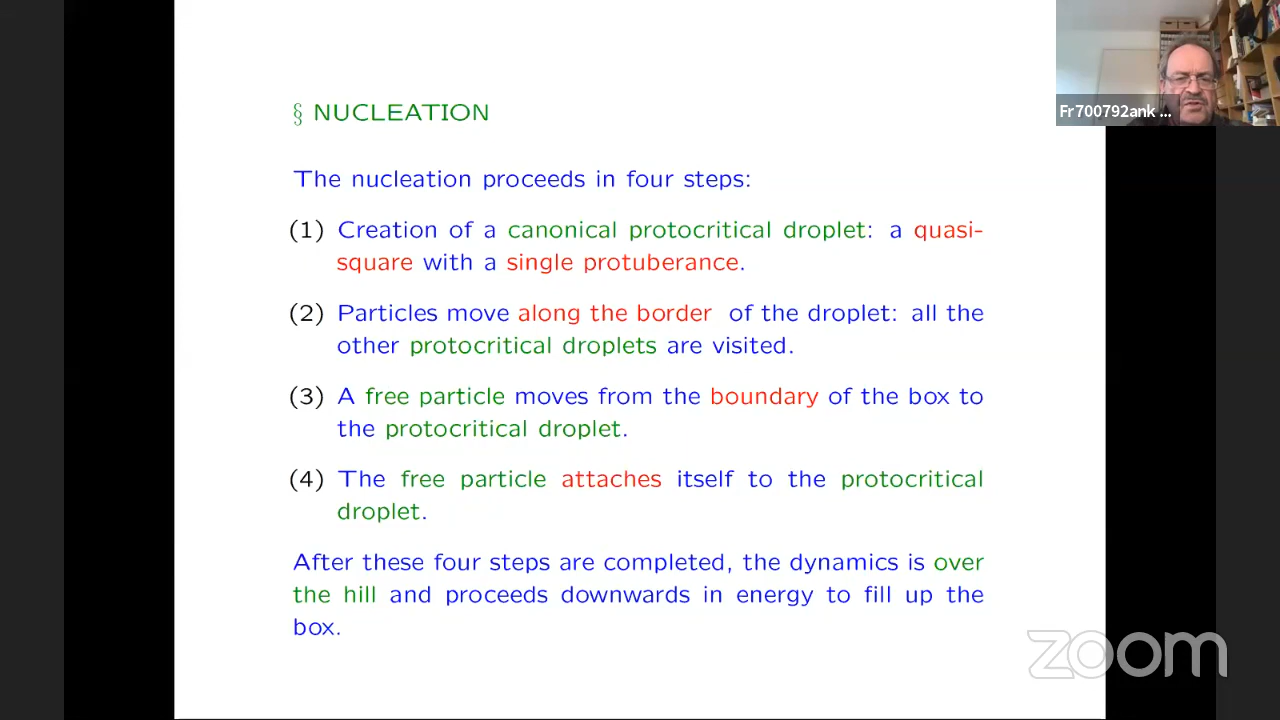 § NUCLEATION
The nucleation proceeds in four steps:
(1) Creation of a canonical protocritical droplet: a quasi-
square with a single protuberance.
(2) Particles move along the border of the droplet: all the
other protocritical droplets are visited.
(3) A free particle moves from the boundary of the box to
the protocritical droplet.
(4) The free particle attaches itself to the protocritical
droplet.
After these four steps are completed, the dynamics is over
the hill and proceeds downwards in energy to fill up the
box.
Fr700792ank ...
zoom